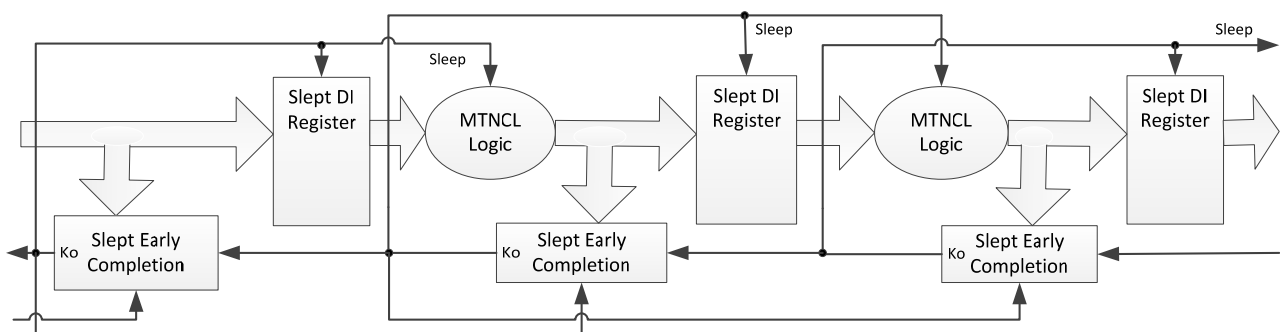 Sleep
Sleep
Sleep
Slept DI
Register
MTNCL
Logic
Slept DI
Register
MTNCL
Logic
Slept DI
Register
Ko
Slept Early
Completion
Ko
Slept Early
Completion
Ko
Slept Early
Completion